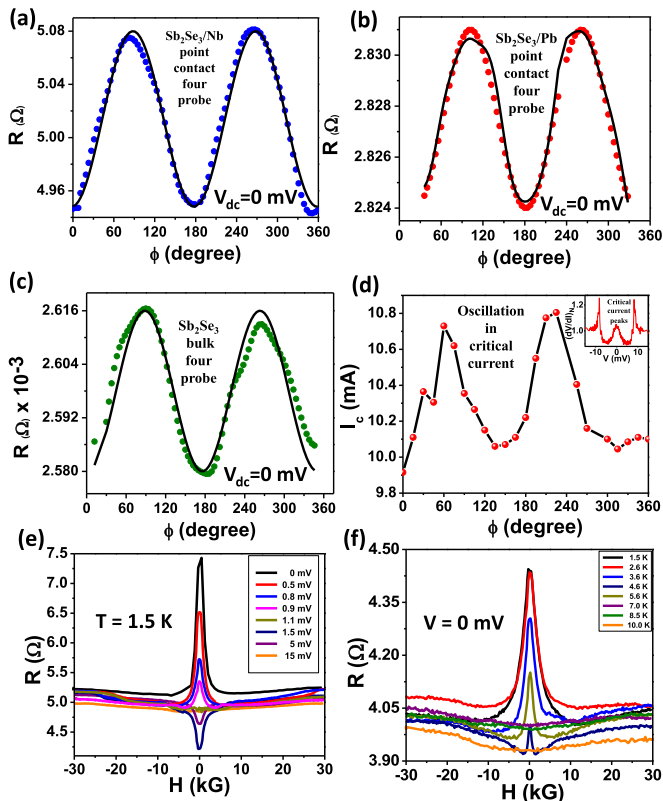 (a)
5.08
5.04
5.00
4.96
R (Ω)
Sb2Se3/Nb
point
contact
four
probe
Vdc=0 mV
0 60 120 180 240 300 360
ϕ (degree)
(b)
2.830
2.828
2.826
2.824
R (Ω)
Sb2Se3/Pb
point
contact
four
probe
Vdc=0 mV
0 60 120 180 240 300 360
ϕ (degree)
(c)
2.616
2.604
2.592
2.580
R (Ω) x 10-3
Sb2Se3
bulk
four
probe
Vdc=0 mV
0 60 120 180 240 300 360
ϕ (degree)
(d)
10.8
10.4
10.0
9.6
Ic (mA)
Oscillation
in
critical
current
(dV/dI)N
1.2
1.0
Critical
current
peaks
-10 0 10
V (mV)
0 60 120 180 240 300 360
ϕ (degree)
(e)
7.5
7.0
6.5
6.0
5.5
5.0
4.5
R (Ω)
T = 1.5 K
0 mV
0.5 mV
0.8 mV
0.9 mV
1.1 mV
1.5 mV
5 mV
15 mV
-30 -20 -10 0 10 20 30
H (kG)
(f)
4.50
4.35
4.20
4.05
3.90
R (Ω)
V = 0 mV
1.5 K
2.6 K
3.6 K
4.6 K
5.6 K
7.0 K
8.5 K
10.0 K
-30 -20 -10 0 10 20 30
H (kG)